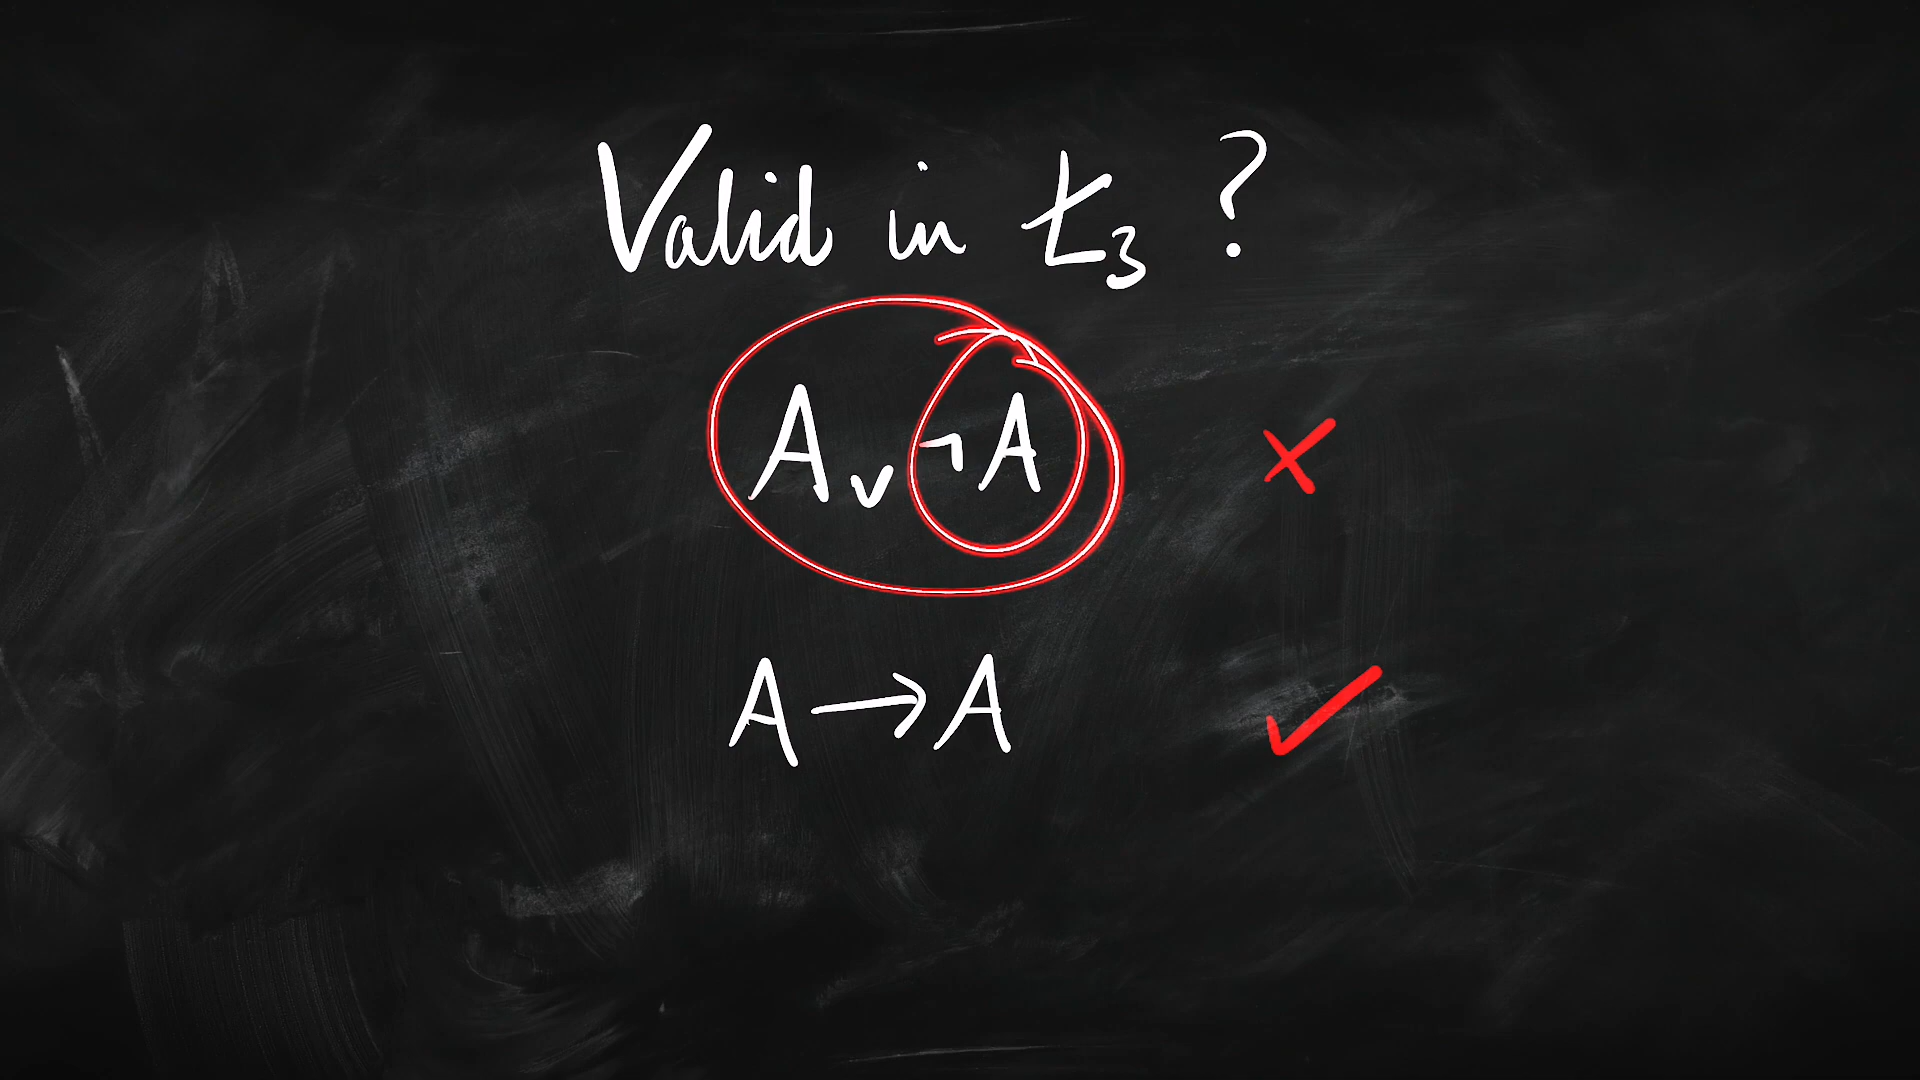 Valid in Ł₃ ?
A ∨ ¬A ✗
A → A ✓